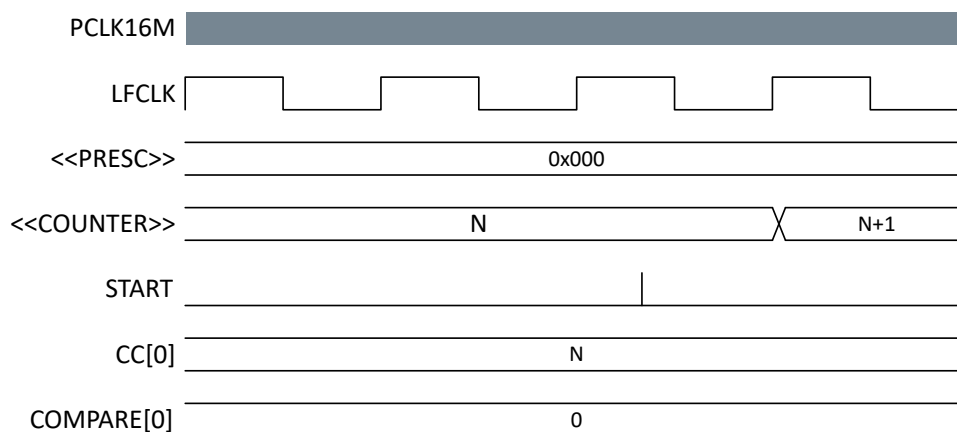 PCLK16M
LFCLK
<<PRESC>> 0x000
<<COUNTER>> N N+1
START
CC[0] N
COMPARE[0] 0